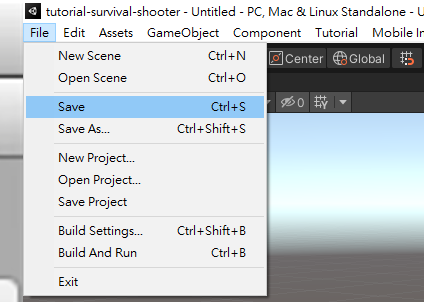 tutorial-survival-shooter - Untitled - PC, Mac & Linux Standalone - U
File Edit Assets GameObject Component Tutorial Mobile In
New Scene Ctrl+N
Center Global
Open Scene Ctrl+O
Save Ctrl+S
0
Save As... Ctrl+Shift+S
New Project...
Open Project...
Save Project
Build Settings... Ctrl+Shift+B
Build And Run Ctrl+B
Exit